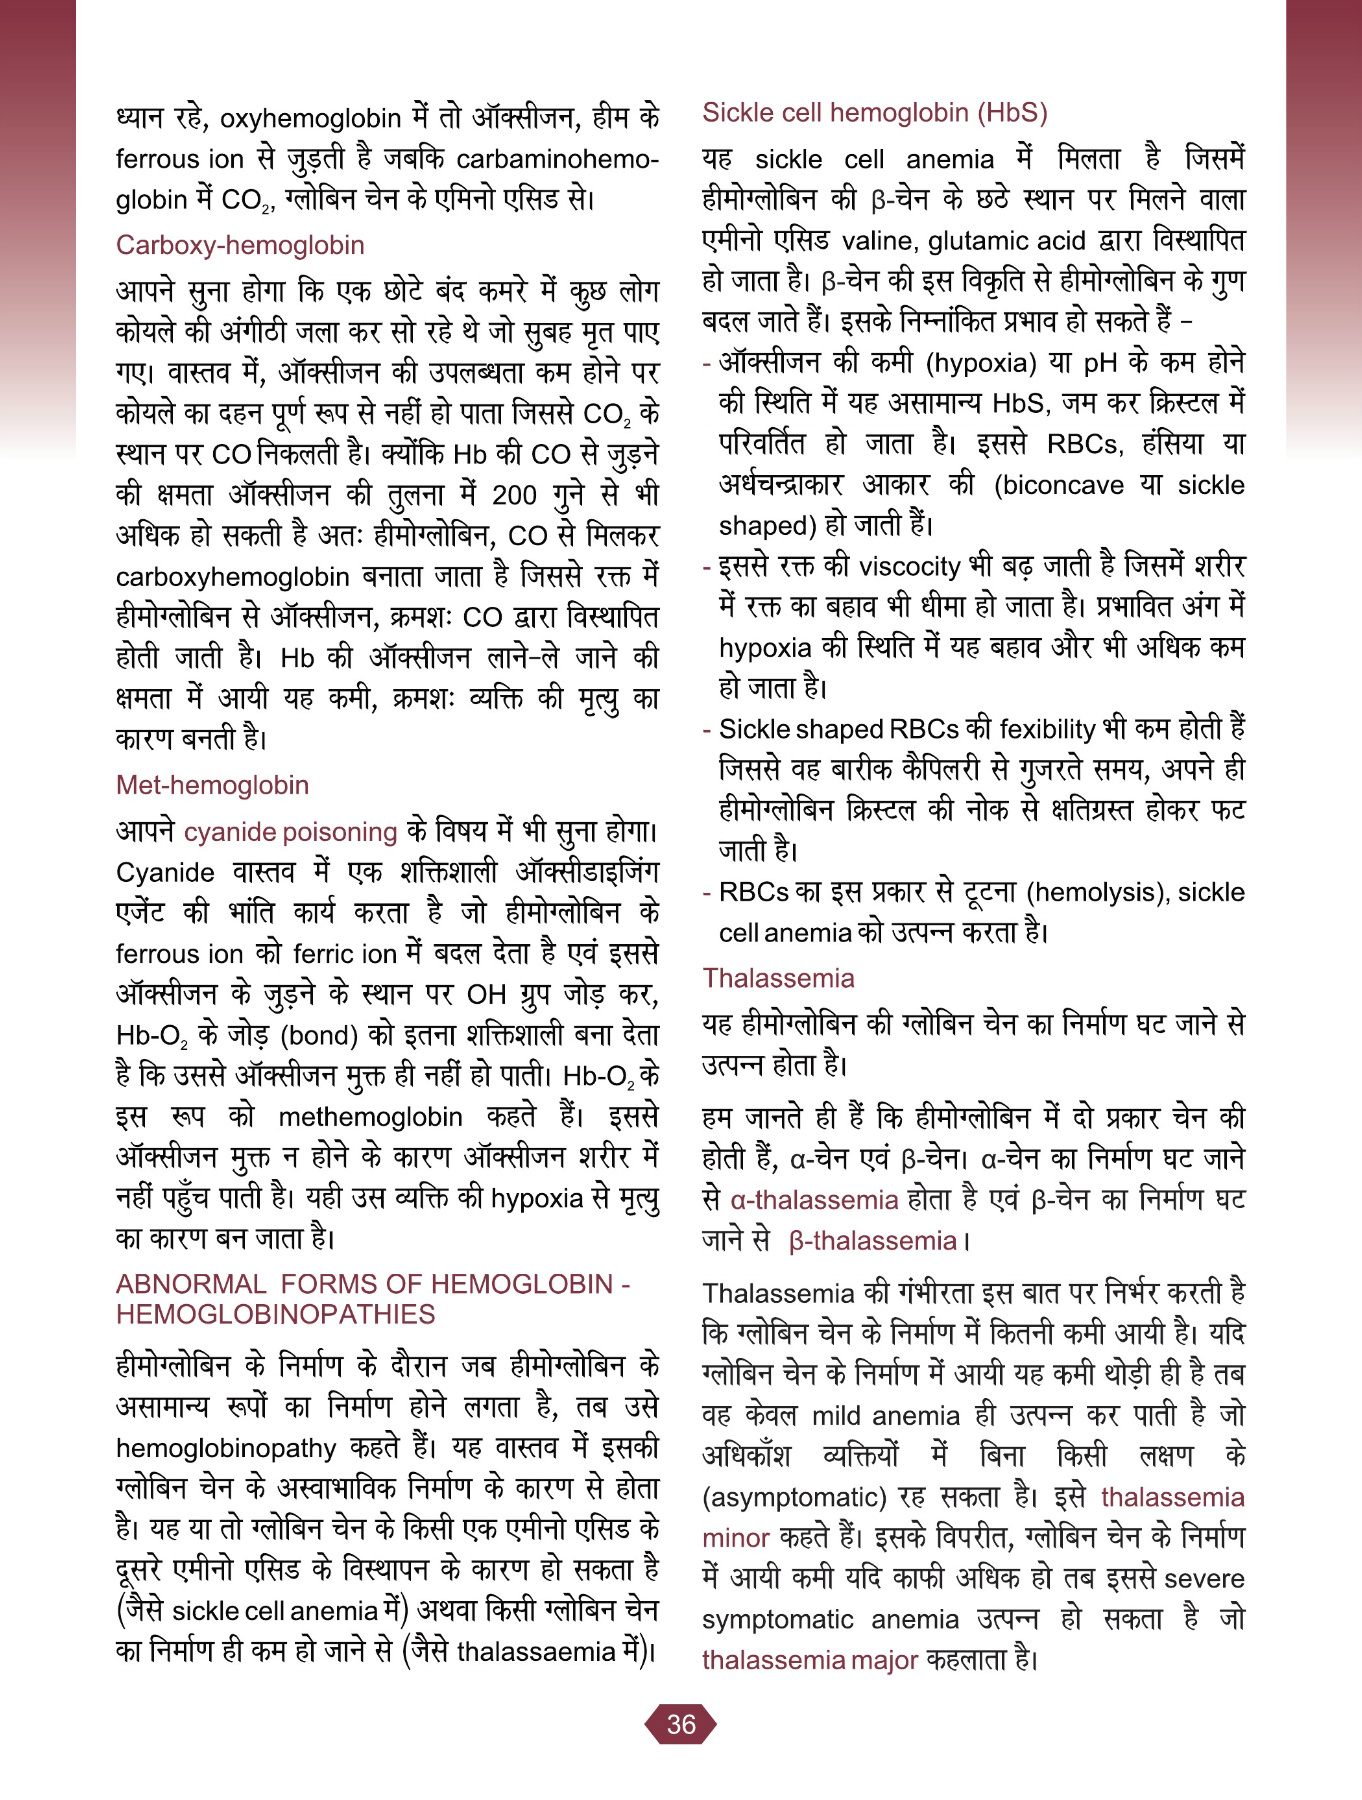 ध्यान रहे, oxyhemoglobin में तो ऑक्सीजन, हीम के
ferrous ion से जुड़ती है जबकि carbaminohemo-
globin में CO₂, ग्लोबिन चेन के एमिनो एसिड से।
Carboxy-hemoglobin
आपने सुना होगा कि एक छोटे बंद कमरे में कुछ लोग
कोयले की अंगीठी जला कर सो रहे थे जो सुबह मृत पाए
गए। वास्तव में, ऑक्सीजन की उपलब्धता कम होने पर
कोयले का दहन पूर्ण रूप से नहीं हो पाता जिससे CO₂ के
स्थान पर CO निकलती है। क्योंकि Hb की CO से जुड़ने
की क्षमता ऑक्सीजन की तुलना में 200 गुने से भी
अधिक हो सकती है अतः हीमोग्लोबिन, CO से मिलकर
carboxyhemoglobin बनाता जाता है जिससे रक्त में
हीमोग्लोबिन से ऑक्सीजन, क्रमशः CO द्वारा विस्थापित
होती जाती है। Hb की ऑक्सीजन लाने-ले जाने की
क्षमता में आयी यह कमी, क्रमशः व्यक्ति की मृत्यु का
कारण बनती है।
Met-hemoglobin
आपने cyanide poisoning के विषय में भी सुना होगा।
Cyanide वास्तव में एक शक्तिशाली ऑक्सीडाइजिंग
एजेंट की भांति कार्य करता है जो हीमोग्लोबिन के
ferrous ion को ferric ion में बदल देता है एवं इससे
ऑक्सीजन के जुड़ने के स्थान पर OH ग्रुप जोड़ कर,
Hb-O₂ के जोड़ (bond) को इतना शक्तिशाली बना देता
है कि उससे ऑक्सीजन मुक्त ही नहीं हो पाती। Hb-O₂ के
इस रूप को methemoglobin कहते हैं। इससे
ऑक्सीजन मुक्त न होने के कारण ऑक्सीजन शरीर में
नहीं पहुँच पाती है। यही उस व्यक्ति की hypoxia से मृत्यु
का कारण बन जाता है।
ABNORMAL FORMS OF HEMOGLOBIN -
HEMOGLOBINOPATHIES
हीमोग्लोबिन के निर्माण के दौरान जब हीमोग्लोबिन के
असामान्य रूपों का निर्माण होने लगता है, तब उसे
hemoglobinopathy कहते हैं। यह वास्तव में इसकी
ग्लोबिन चेन के अस्वाभाविक निर्माण के कारण से होता
है। यह या तो ग्लोबिन चेन के किसी एक एमीनो एसिड के
दूसरे एमीनो एसिड के विस्थापन के कारण हो सकता है
(जैसे sickle cell anemia में) अथवा किसी ग्लोबिन चेन
का निर्माण ही कम हो जाने से (जैसे thalassaemia में)।
Sickle cell hemoglobin (HbS)
यह sickle cell anemia में मिलता है जिसमें
हीमोग्लोबिन की β-चेन के छठे स्थान पर मिलने वाला
एमीनो एसिड valine, glutamic acid द्वारा विस्थापित
हो जाता है। β-चेन की इस विकृति से हीमोग्लोबिन के गुण
बदल जाते हैं। इसके निम्नांकित प्रभाव हो सकते हैं –
- ऑक्सीजन की कमी (hypoxia) या pH के कम होने
की स्थिति में यह असामान्य HbS, जम कर क्रिस्टल में
परिवर्तित हो जाता है। इससे RBCs, हंसिया या
अर्धचन्द्राकार आकार की (biconcave या sickle
shaped) हो जाती हैं।
- इससे रक्त की viscocity भी बढ़ जाती है जिसमें शरीर
में रक्त का बहाव भी धीमा हो जाता है। प्रभावित अंग में
hypoxia की स्थिति में यह बहाव और भी अधिक कम
हो जाता है।
- Sickle shaped RBCs की fexibility भी कम होती हैं
जिससे वह बारीक कैपिलरी से गुजरते समय, अपने ही
हीमोग्लोबिन क्रिस्टल की नोक से क्षतिग्रस्त होकर फट
जाती है।
- RBCs का इस प्रकार से टूटना (hemolysis), sickle
cell anemia को उत्पन्न करता है।
Thalassemia
यह हीमोग्लोबिन की ग्लोबिन चेन का निर्माण घट जाने से
उत्पन्न होता है।
हम जानते ही हैं कि हीमोग्लोबिन में दो प्रकार चेन की
होती हैं, α-चेन एवं β-चेन। α-चेन का निर्माण घट जाने
से α-thalassemia होता है एवं β-चेन का निर्माण घट
जाने से β-thalassemia।
Thalassemia की गंभीरता इस बात पर निर्भर करती है
कि ग्लोबिन चेन के निर्माण में कितनी कमी आयी है। यदि
ग्लोबिन चेन के निर्माण में आयी यह कमी थोड़ी ही है तब
वह केवल mild anemia ही उत्पन्न कर पाती है जो
अधिकाँश व्यक्तियों में बिना किसी लक्षण के
(asymptomatic) रह सकता है। इसे thalassemia
minor कहते हैं। इसके विपरीत, ग्लोबिन चेन के निर्माण
में आयी कमी यदि काफी अधिक हो तब इससे severe
symptomatic anemia उत्पन्न हो सकता है जो
thalassemia major कहलाता है।
36